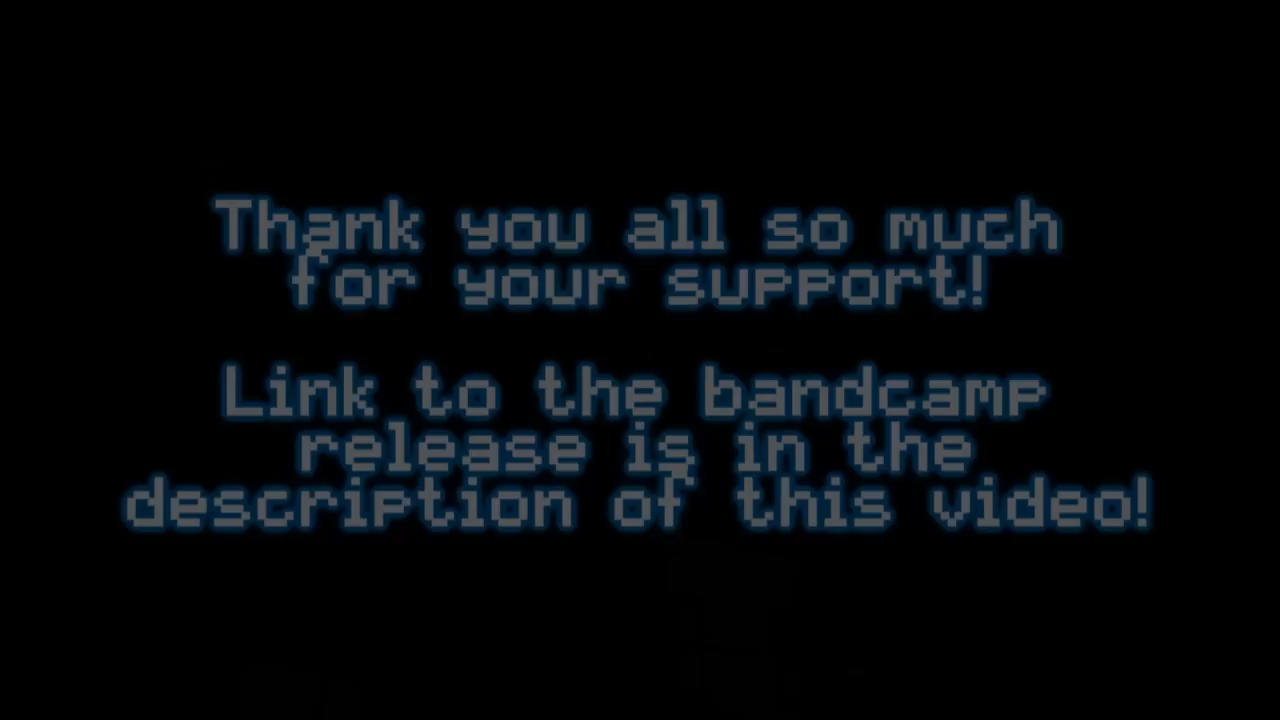 Thank you all so much
for your support!
Link to the bandcamp
release is in the
description of this video!